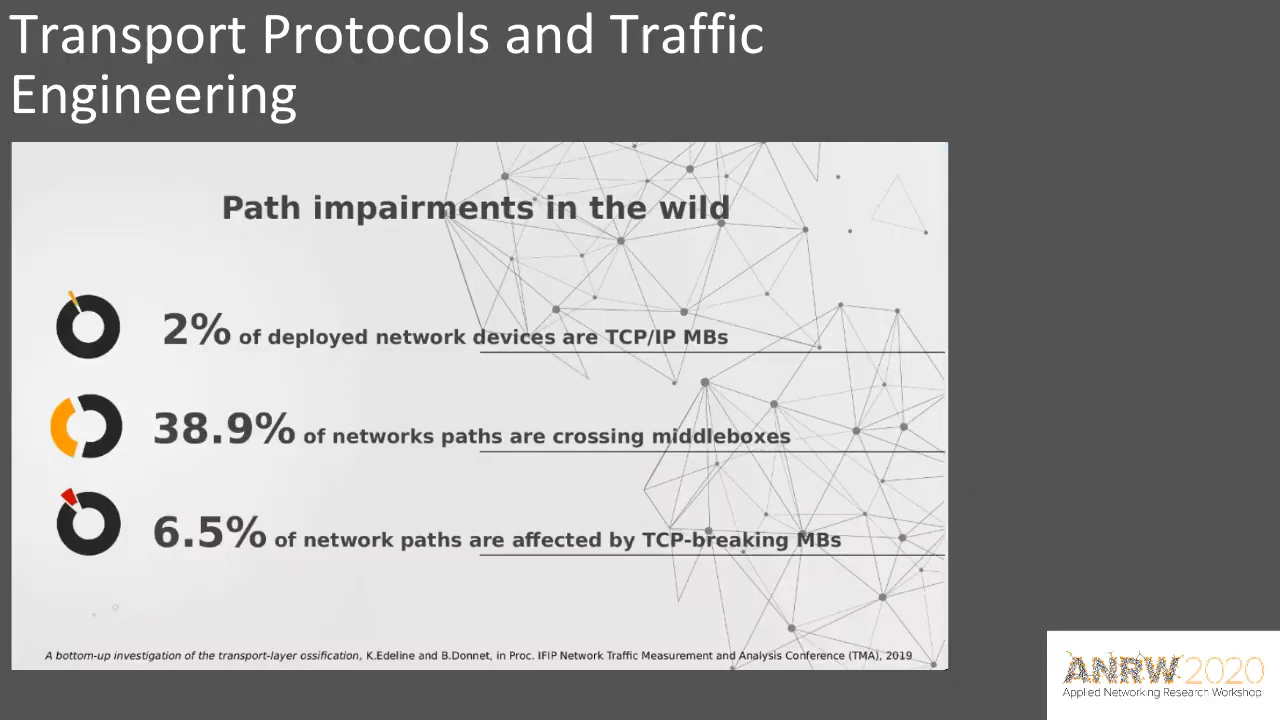 Transport Protocols and Traffic
Engineering
Path impairments in the wild
2% of deployed network devices are TCP/IP MBs
38.9% of networks paths are crossing middleboxes
6.5% of network paths are affected by TCP-breaking MBs
A bottom-up investigation of the transport-layer ossification, K.Edeline and B.Donnet, in Proc. IFIP Network Traffic Measurement and Analysis Conference (TMA), 2019
ANRW2020
Applied Networking Research Workshop